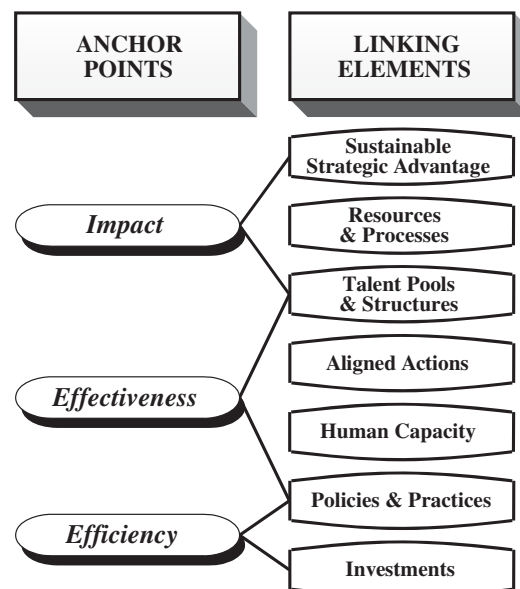 ANCHOR
POINTS
LINKING
ELEMENTS
Sustainable
Strategic Advantage
Impact
Resources
& Processes
Talent Pools
& Structures
Aligned Actions
Effectiveness
Human Capacity
Policies & Practices
Efficiency
Investments